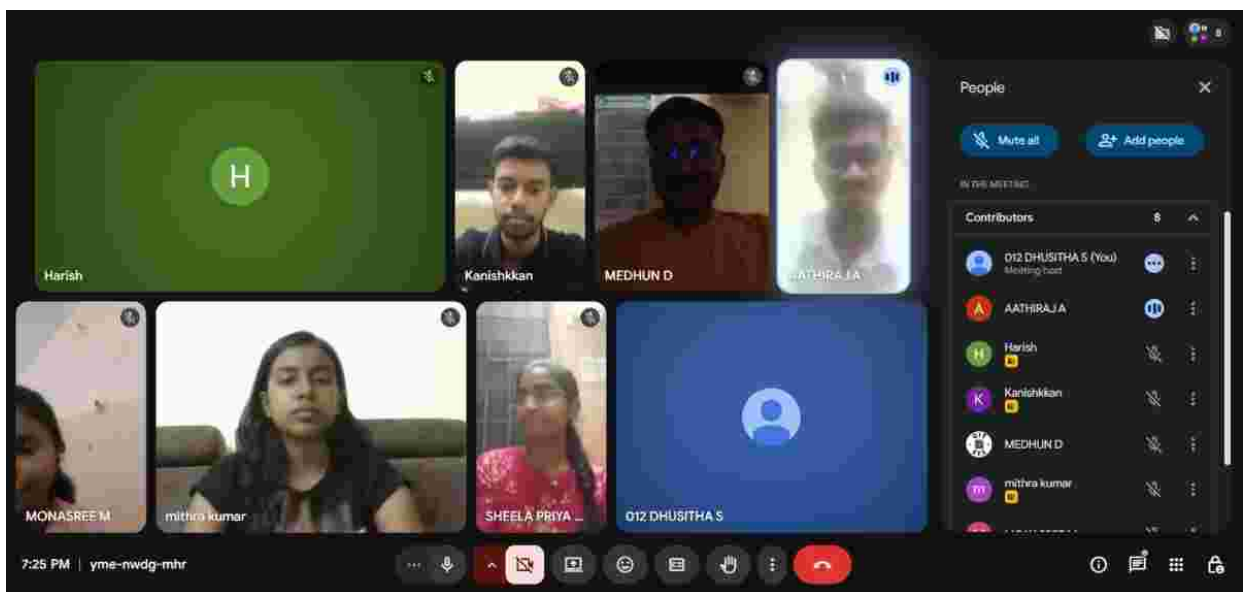 8
H
Harish
Kanishkkan
MEDHUN D
AATHIRAJ A
MONASREE M
mithra kumar
SHEELA PRIYA ...
012 DHUSITHA S
People
Mute all
Add people
IN THE MEETING
Contributors 8
012 DHUSITHA S (You)
Meeting host
A AATHIRAJ A
H Harish
K Kanishkkan
MEDHUN D
m mithra kumar
7:25 PM | yme-nwdg-mhr